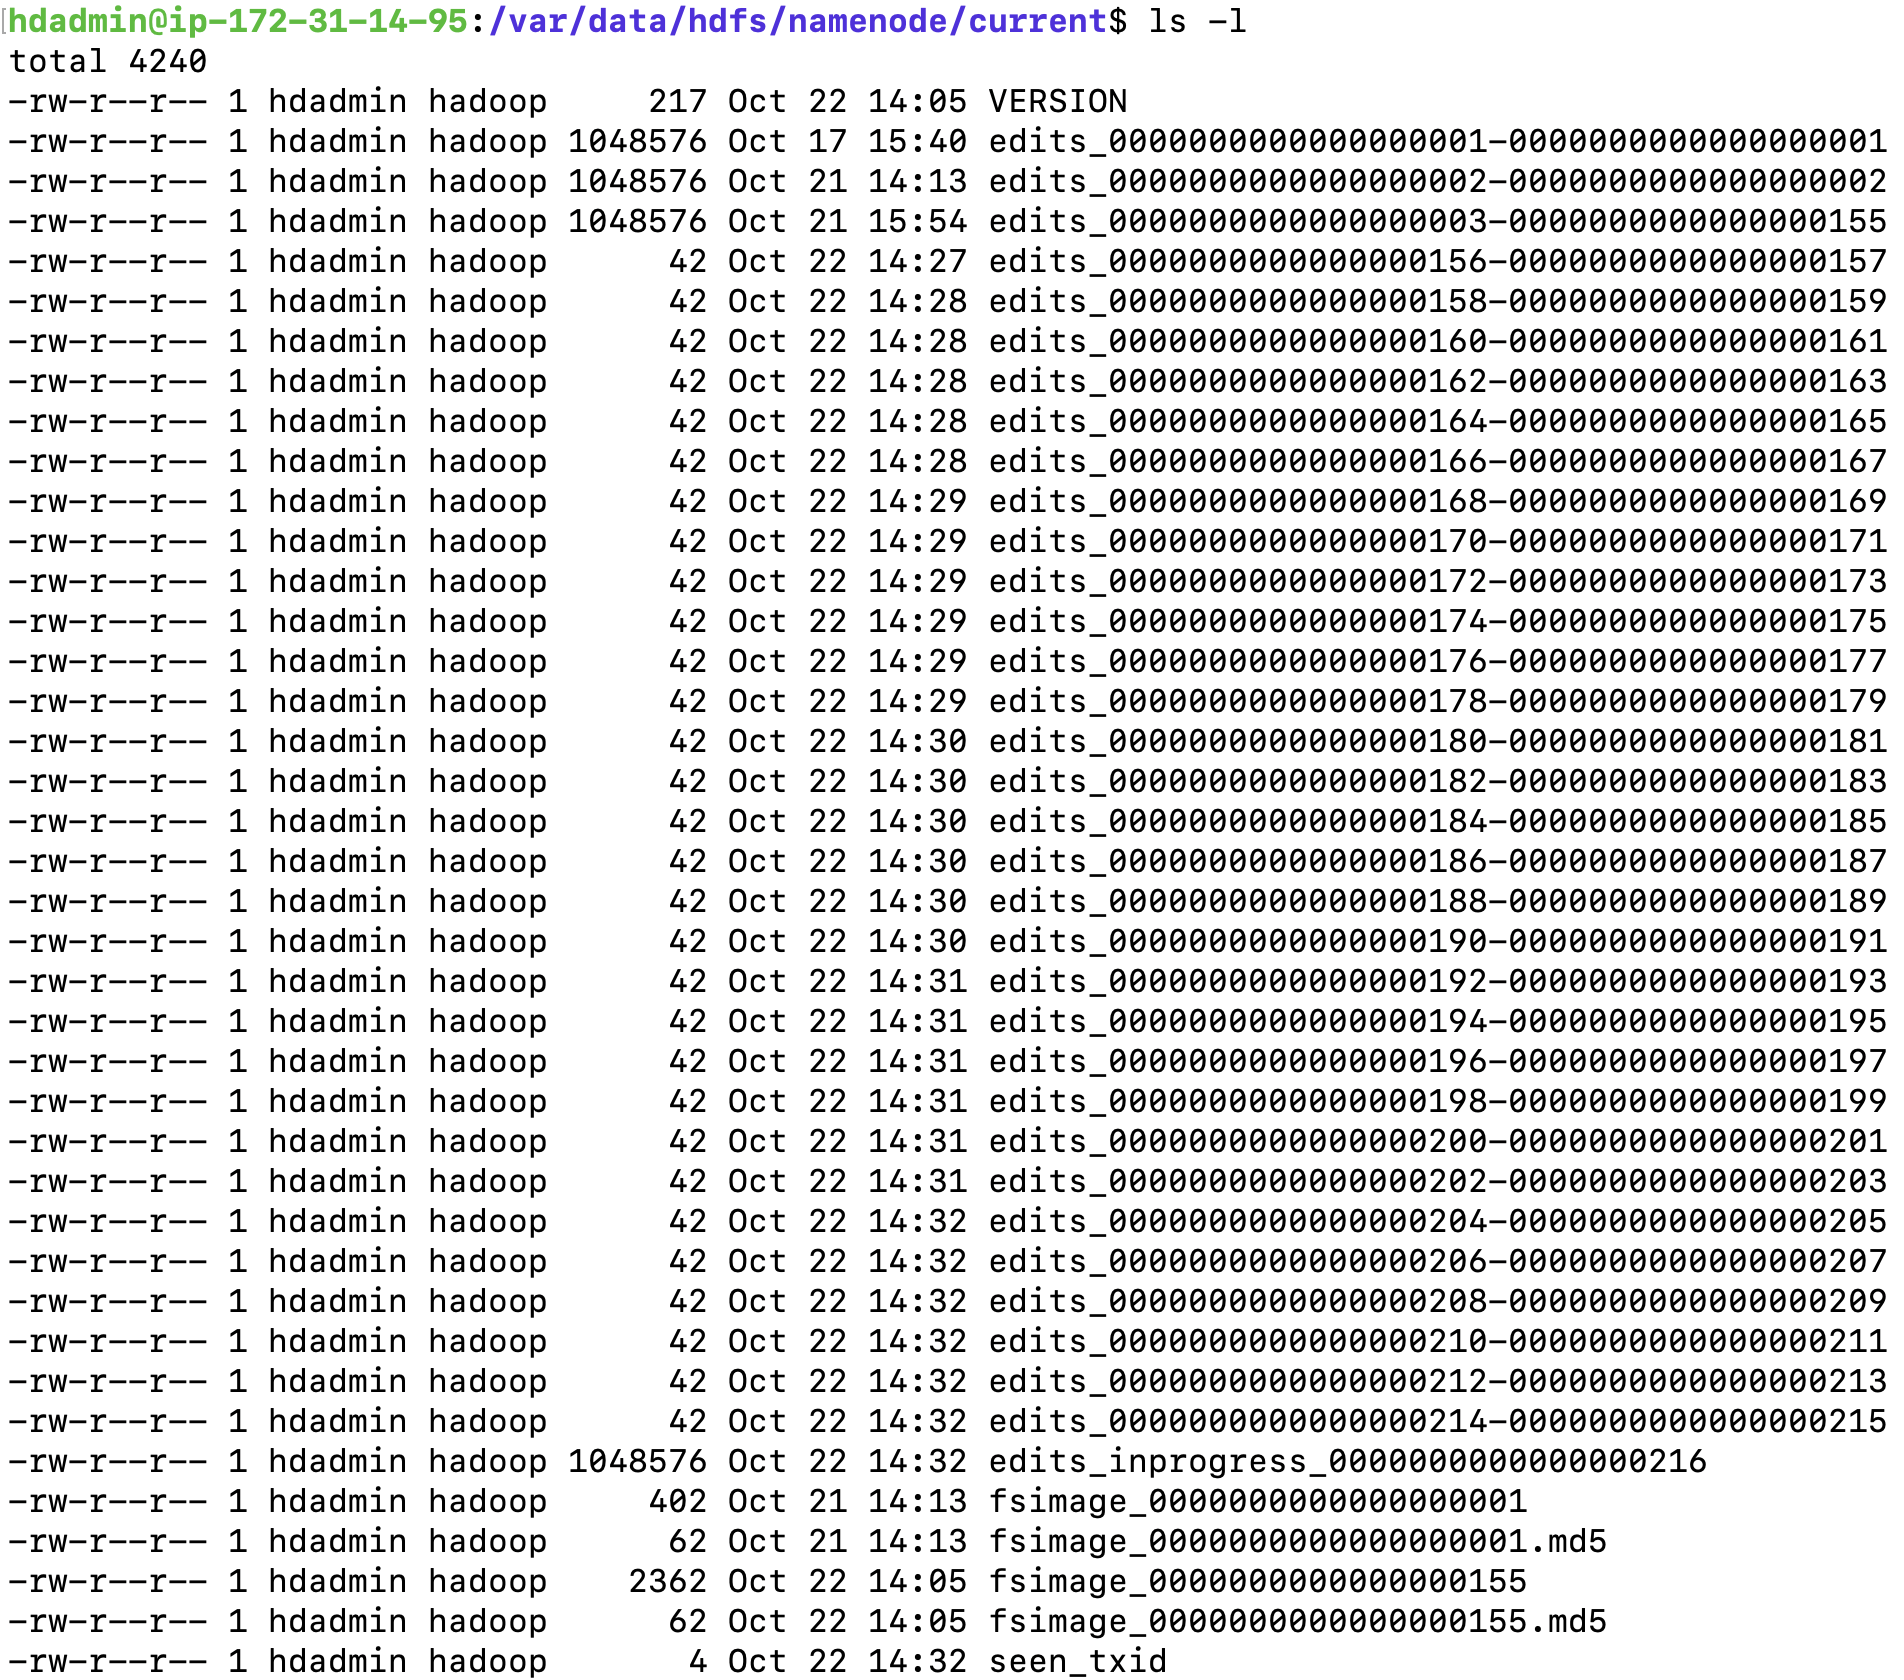 hdadmin@ip-172-31-14-95:/var/data/hdfs/namenode/current$ ls -l
total 4240
-rw-r--r-- 1 hdadmin hadoop     217 Oct 22 14:05 VERSION
-rw-r--r-- 1 hdadmin hadoop 1048576 Oct 17 15:40 edits_0000000000000000001-0000000000000000001
-rw-r--r-- 1 hdadmin hadoop 1048576 Oct 21 14:13 edits_0000000000000000002-0000000000000000002
-rw-r--r-- 1 hdadmin hadoop 1048576 Oct 21 15:54 edits_0000000000000000003-0000000000000000155
-rw-r--r-- 1 hdadmin hadoop      42 Oct 22 14:27 edits_0000000000000000156-0000000000000000157
-rw-r--r-- 1 hdadmin hadoop      42 Oct 22 14:28 edits_0000000000000000158-0000000000000000159
-rw-r--r-- 1 hdadmin hadoop      42 Oct 22 14:28 edits_0000000000000000160-0000000000000000161
-rw-r--r-- 1 hdadmin hadoop      42 Oct 22 14:28 edits_0000000000000000162-0000000000000000163
-rw-r--r-- 1 hdadmin hadoop      42 Oct 22 14:28 edits_0000000000000000164-0000000000000000165
-rw-r--r-- 1 hdadmin hadoop      42 Oct 22 14:28 edits_0000000000000000166-0000000000000000167
-rw-r--r-- 1 hdadmin hadoop      42 Oct 22 14:29 edits_0000000000000000168-0000000000000000169
-rw-r--r-- 1 hdadmin hadoop      42 Oct 22 14:29 edits_0000000000000000170-0000000000000000171
-rw-r--r-- 1 hdadmin hadoop      42 Oct 22 14:29 edits_0000000000000000172-0000000000000000173
-rw-r--r-- 1 hdadmin hadoop      42 Oct 22 14:29 edits_0000000000000000174-0000000000000000175
-rw-r--r-- 1 hdadmin hadoop      42 Oct 22 14:29 edits_0000000000000000176-0000000000000000177
-rw-r--r-- 1 hdadmin hadoop      42 Oct 22 14:29 edits_0000000000000000178-0000000000000000179
-rw-r--r-- 1 hdadmin hadoop      42 Oct 22 14:30 edits_0000000000000000180-0000000000000000181
-rw-r--r-- 1 hdadmin hadoop      42 Oct 22 14:30 edits_0000000000000000182-0000000000000000183
-rw-r--r-- 1 hdadmin hadoop      42 Oct 22 14:30 edits_0000000000000000184-0000000000000000185
-rw-r--r-- 1 hdadmin hadoop      42 Oct 22 14:30 edits_0000000000000000186-0000000000000000187
-rw-r--r-- 1 hdadmin hadoop      42 Oct 22 14:30 edits_0000000000000000188-0000000000000000189
-rw-r--r-- 1 hdadmin hadoop      42 Oct 22 14:30 edits_0000000000000000190-0000000000000000191
-rw-r--r-- 1 hdadmin hadoop      42 Oct 22 14:31 edits_0000000000000000192-0000000000000000193
-rw-r--r-- 1 hdadmin hadoop      42 Oct 22 14:31 edits_0000000000000000194-0000000000000000195
-rw-r--r-- 1 hdadmin hadoop      42 Oct 22 14:31 edits_0000000000000000196-0000000000000000197
-rw-r--r-- 1 hdadmin hadoop      42 Oct 22 14:31 edits_0000000000000000198-0000000000000000199
-rw-r--r-- 1 hdadmin hadoop      42 Oct 22 14:31 edits_0000000000000000200-0000000000000000201
-rw-r--r-- 1 hdadmin hadoop      42 Oct 22 14:31 edits_0000000000000000202-0000000000000000203
-rw-r--r-- 1 hdadmin hadoop      42 Oct 22 14:32 edits_0000000000000000204-0000000000000000205
-rw-r--r-- 1 hdadmin hadoop      42 Oct 22 14:32 edits_0000000000000000206-0000000000000000207
-rw-r--r-- 1 hdadmin hadoop      42 Oct 22 14:32 edits_0000000000000000208-0000000000000000209
-rw-r--r-- 1 hdadmin hadoop      42 Oct 22 14:32 edits_0000000000000000210-0000000000000000211
-rw-r--r-- 1 hdadmin hadoop      42 Oct 22 14:32 edits_0000000000000000212-0000000000000000213
-rw-r--r-- 1 hdadmin hadoop      42 Oct 22 14:32 edits_0000000000000000214-0000000000000000215
-rw-r--r-- 1 hdadmin hadoop 1048576 Oct 22 14:32 edits_inprogress_0000000000000000216
-rw-r--r-- 1 hdadmin hadoop     402 Oct 21 14:13 fsimage_0000000000000000001
-rw-r--r-- 1 hdadmin hadoop      62 Oct 21 14:13 fsimage_0000000000000000001.md5
-rw-r--r-- 1 hdadmin hadoop    2362 Oct 22 14:05 fsimage_0000000000000000155
-rw-r--r-- 1 hdadmin hadoop      62 Oct 22 14:05 fsimage_0000000000000000155.md5
-rw-r--r-- 1 hdadmin hadoop       4 Oct 22 14:32 seen_txid